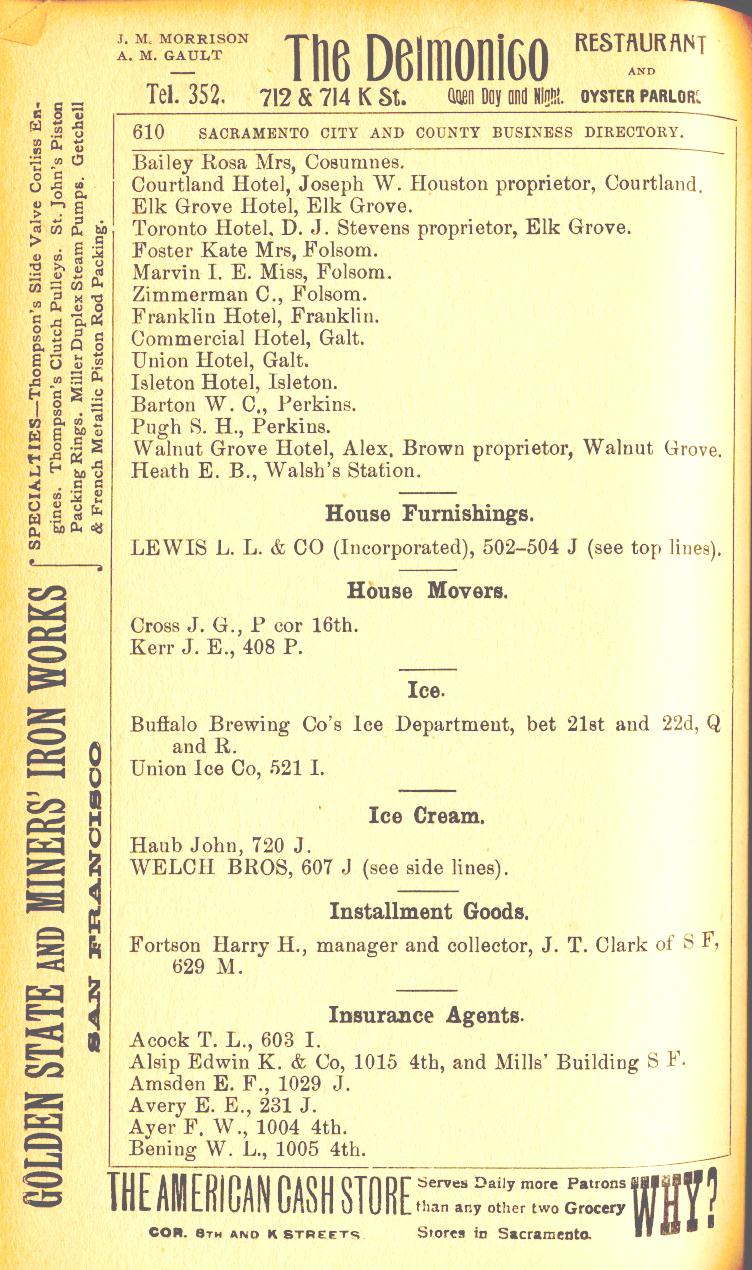 J. M. MORRISON
A. M. GAULT
Tel. 352.
The Delmonico
712 & 714 K St. Open Day and Night.
RESTAURANT
AND
OYSTER PARLOR.
610 SACRAMENTO CITY AND COUNTY BUSINESS DIRECTORY.
Bailey Rosa Mrs, Cosumnes.
Courtland Hotel, Joseph W. Houston proprietor, Courtland.
Elk Grove Hotel, Elk Grove.
Toronto Hotel, D. J. Stevens proprietor, Elk Grove.
Foster Kate Mrs, Folsom.
Marvin I. E. Miss, Folsom.
Zimmerman C., Folsom.
Franklin Hotel, Franklin.
Commercial Hotel, Galt.
Union Hotel, Galt.
Isleton Hotel, Isleton.
Barton W. C., Perkins.
Pugh S. H., Perkins.
Walnut Grove Hotel, Alex. Brown proprietor, Walnut Grove.
Heath E. B., Walsh's Station.
House Furnishings.
LEWIS L. L. & CO (Incorporated), 502–504 J (see top lines).
House Movers.
Cross J. G., P cor 16th.
Kerr J. E., 408 P.
Ice.
Buffalo Brewing Co's Ice Department, bet 21st and 22d, Q
and R.
Union Ice Co, 521 I.
Ice Cream.
Haub John, 720 J.
WELCH BROS, 607 J (see side lines).
Installment Goods.
Fortson Harry H., manager and collector, J. T. Clark of S F,
629 M.
Insurance Agents.
Acock T. L., 603 I.
Alsip Edwin K. & Co, 1015 4th, and Mills' Building S F.
Amsden E. F., 1029 J.
Avery E. E., 231 J.
Ayer F. W., 1004 4th.
Bening W. L., 1005 4th.
THE AMERICAN CASH STORE
COR. 8TH AND K STREETS
Serves Daily more Patrons
than any other two Grocery
Stores in Sacramento.
WHY?
GOLDEN STATE AND MINERS' IRON WORKS
SAN FRANCISCO
SPECIALTIES—Thompson's Slide Valve Corliss En-
gines. Thompson's Clutch Pulleys. St. John's Piston
Packing Rings. Miller Duplex Steam Pumps. Getchell
& French Metallic Piston Rod Packing.